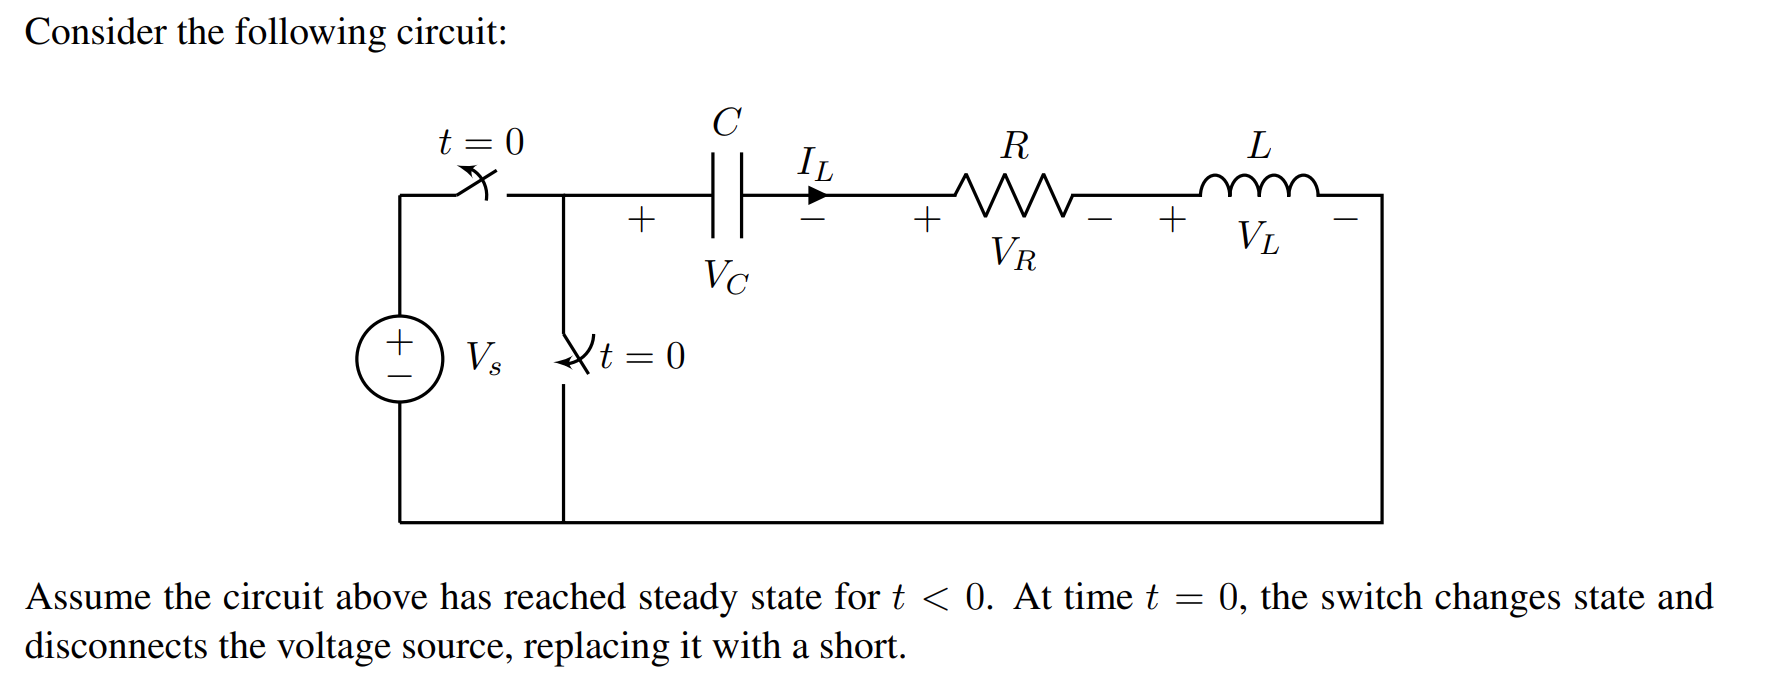 Consider the following circuit:
C
t = 0
I_L
R
L
+
−
+
−
+
−
V_C
V_R
V_L
+
−
V_s
t = 0
Assume the circuit above has reached steady state for t < 0. At time t = 0, the switch changes state and
disconnects the voltage source, replacing it with a short.